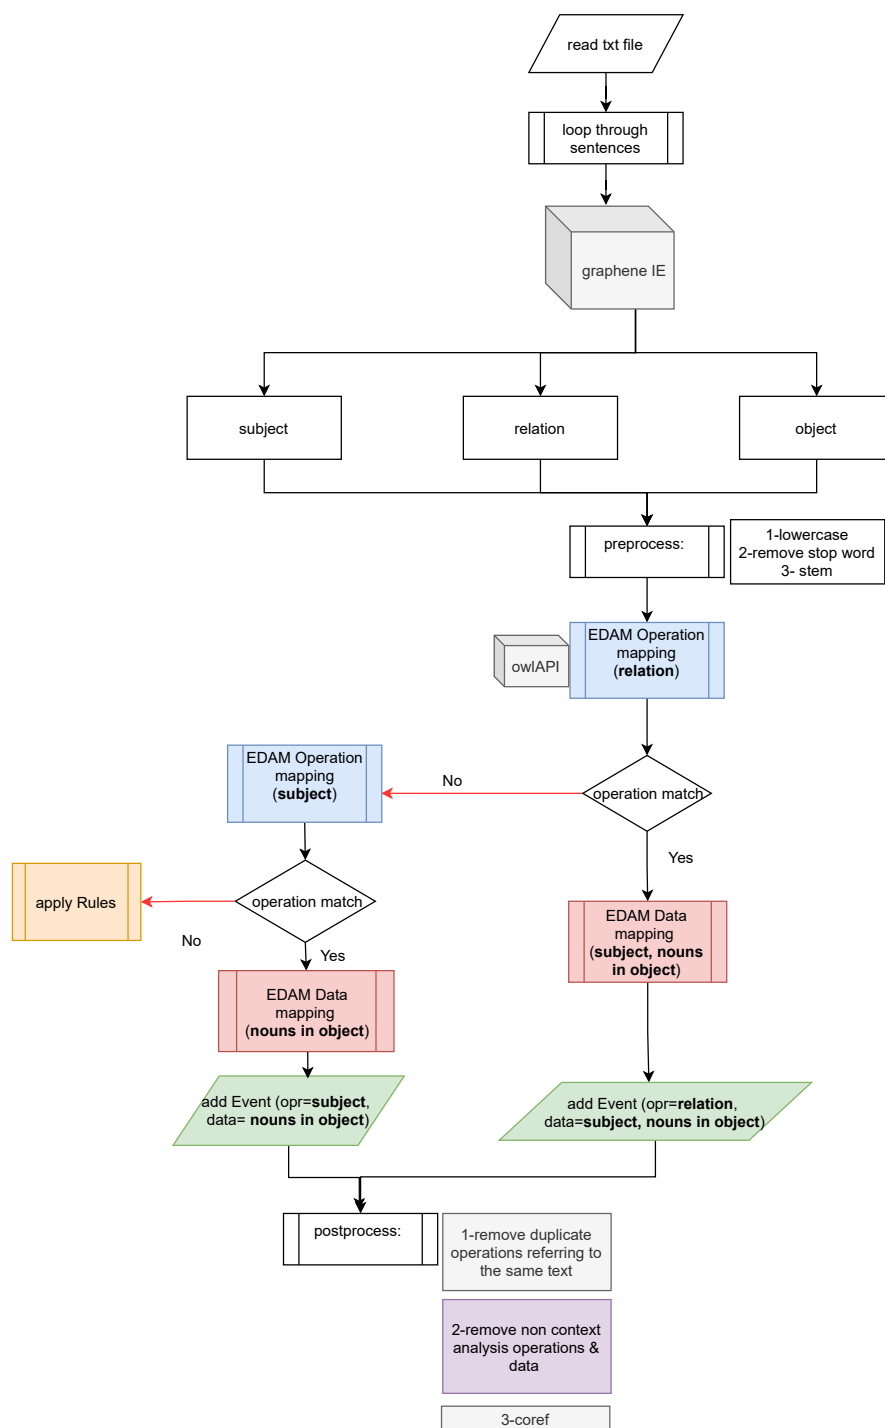 read txt file
loop through
sentences
graphene IE
subject
relation
object
preprocess:
1-lowercase
2-remove stop word
3- stem
owlAPI
EDAM Operation
mapping
(relation)
operation match
No
Yes
EDAM Operation
mapping
(subject)
operation match
No
Yes
apply Rules
EDAM Data
mapping
(subject, nouns
in object)
EDAM Data
mapping
(nouns in object)
add Event (opr=subject,
data= nouns in object)
add Event (opr=relation,
data=subject, nouns in object)
postprocess:
1-remove duplicate
operations referring to
the same text
2-remove non context
analysis operations &
data
3-coref